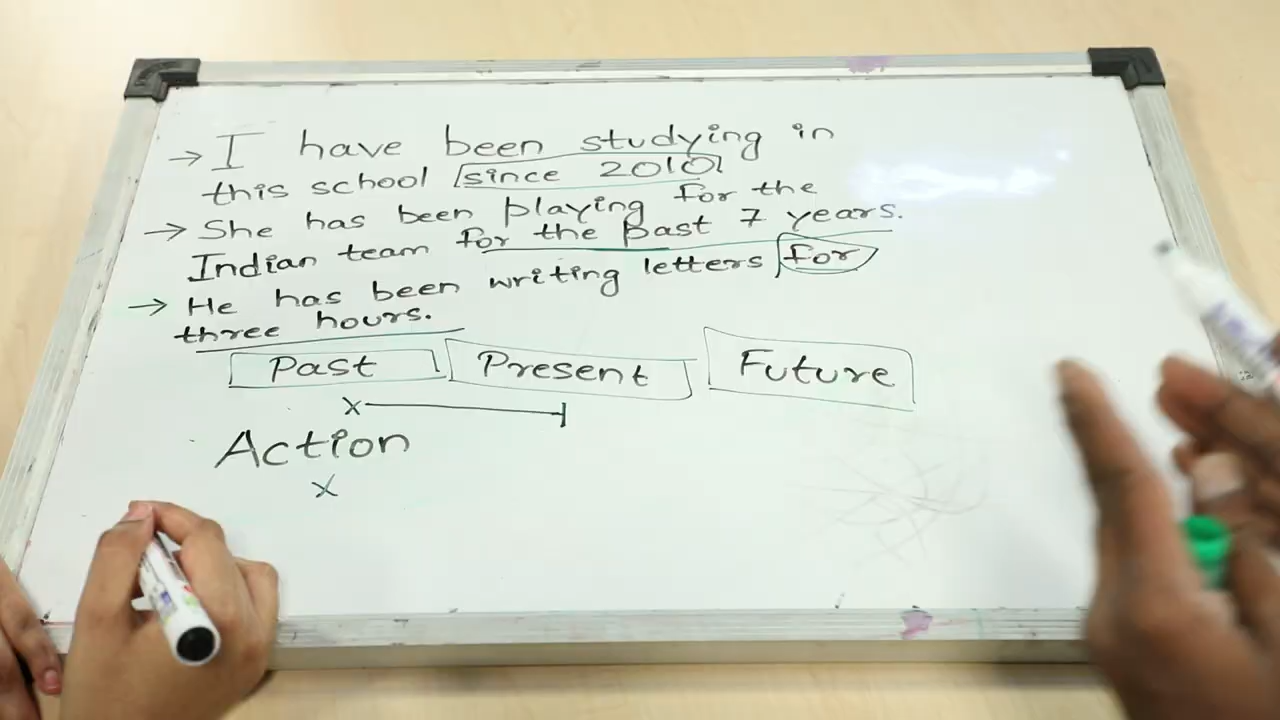 → I have been studying in
this school since 2010
→ She has been playing for the
Indian team for the past 7 years.
→ He has been writing letters for
three hours.
Past Present Future
x
Action
x